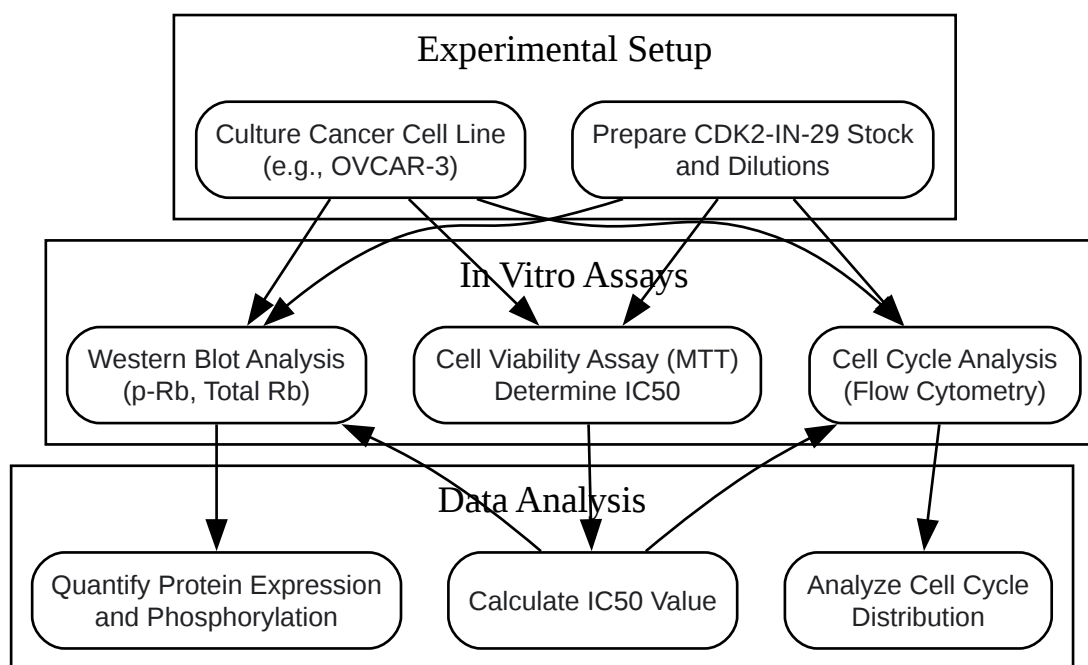 Experimental Setup
Culture Cancer Cell Line
(e.g., OVCAR-3)
Prepare CDK2-IN-29 Stock
and Dilutions
In Vitro Assays
Western Blot Analysis
(p-Rb, Total Rb)
Cell Viability Assay (MTT)
Determine IC50
Cell Cycle Analysis
(Flow Cytometry)
Data Analysis
Quantify Protein Expression
and Phosphorylation
Calculate IC50 Value
Analyze Cell Cycle
Distribution